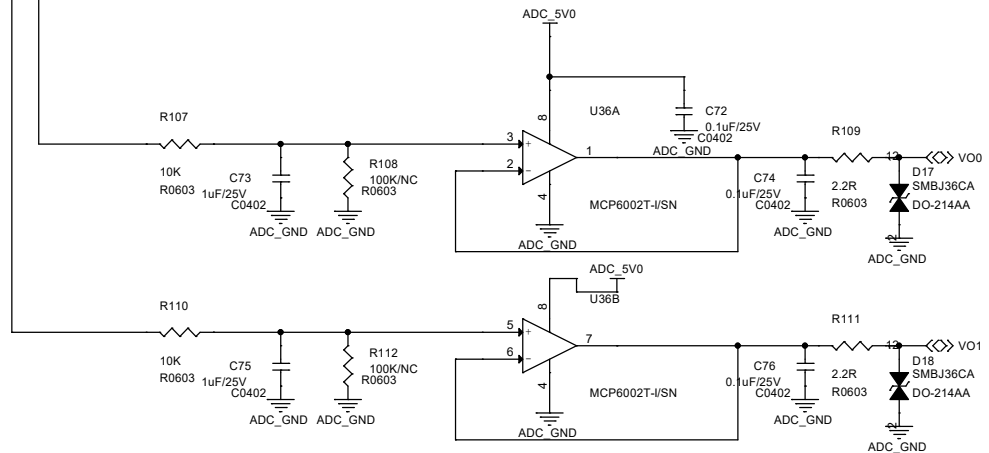 ADC_5V0
R107
10K
R0603
C73
1uF/25V
C0402
ADC_GND
R108
100K/NC
R0603
ADC_GND
3
2
8
1
4
U36A
MCP6002T-I/SN
ADC_GND
C72
0.1uF/25V
C0402
ADC_GND
C74
0.1uF/25V
C0402
ADC_GND
R109
2.2R
R0603
VO0
D17
SMBJ36CA
DO-214AA
2
ADC_GND
ADC_5V0
U36B
R110
10K
R0603
C75
1uF/25V
C0402
ADC_GND
R112
100K/NC
R0603
ADC_GND
5
6
8
7
4
MCP6002T-I/SN
ADC_GND
C76
0.1uF/25V
C0402
ADC_GND
R111
2.2R
R0603
VO1
D18
SMBJ36CA
DO-214AA
2
ADC_GND